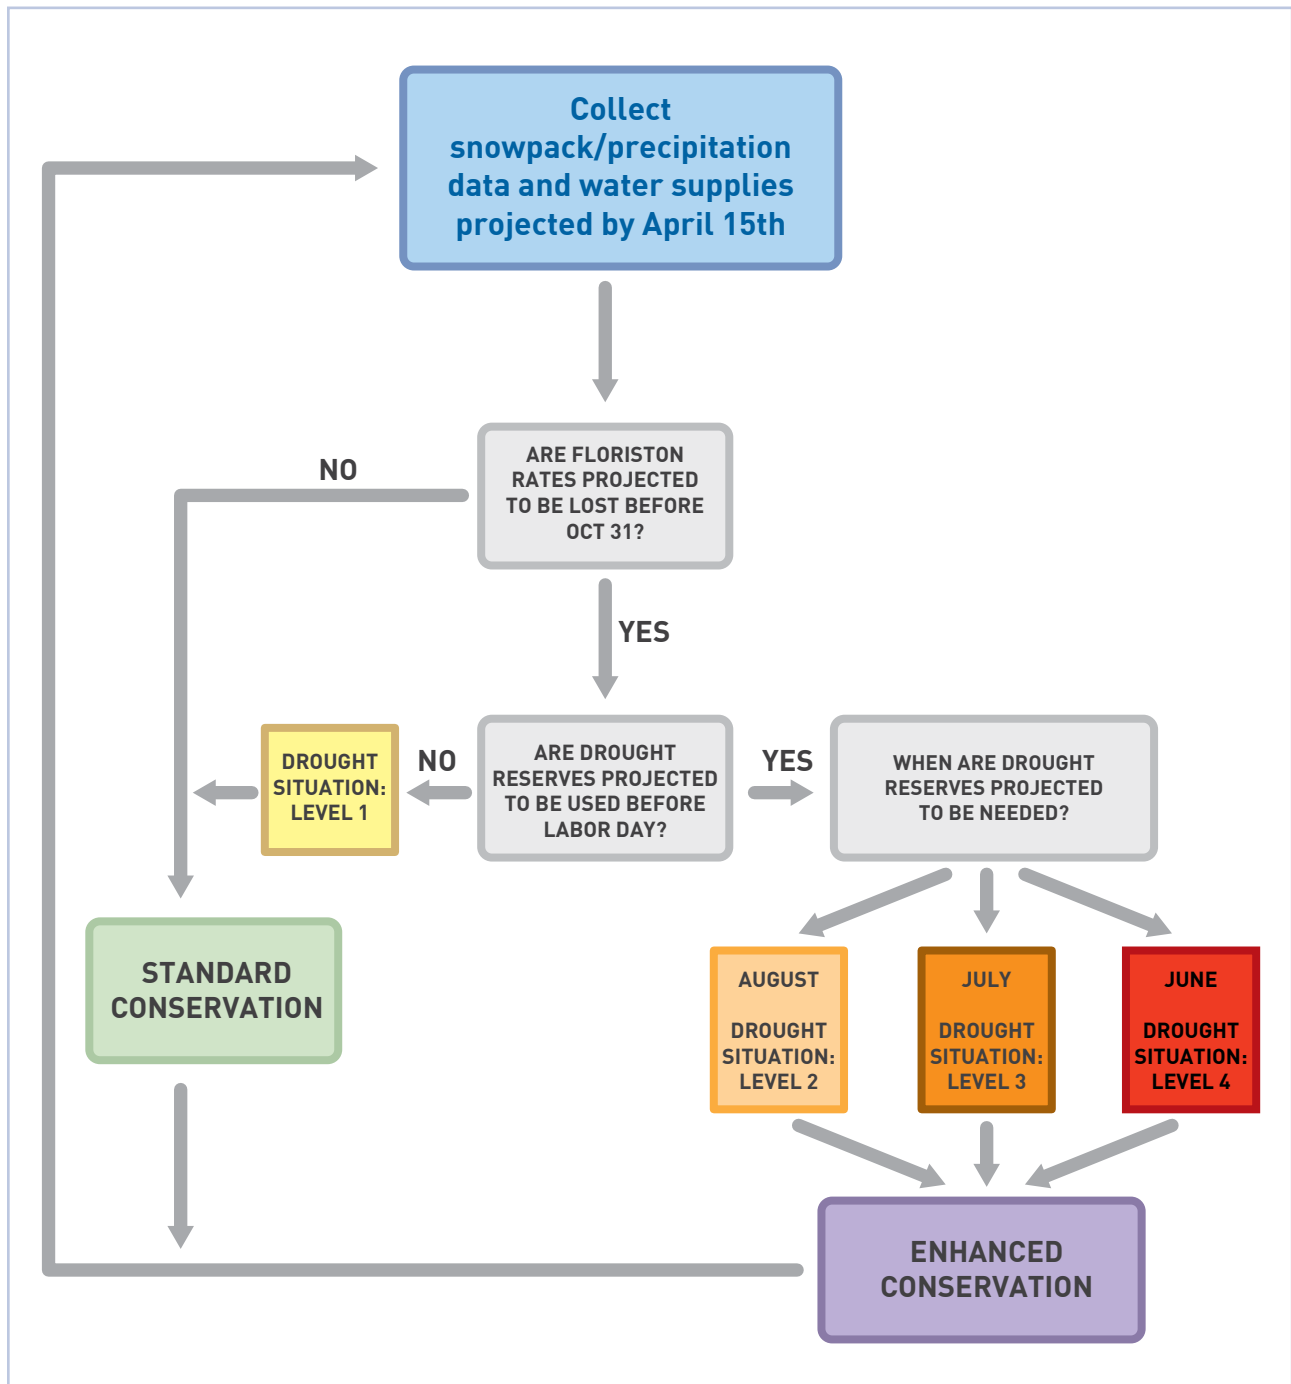 Collect
snowpack/precipitation
data and water supplies
projected by April 15th
ARE FLORISTON
RATES PROJECTED
TO BE LOST BEFORE
OCT 31?
NO
YES
DROUGHT
SITUATION:
LEVEL 1
NO
ARE DROUGHT
RESERVES PROJECTED
TO BE USED BEFORE
LABOR DAY?
YES
WHEN ARE DROUGHT
RESERVES PROJECTED
TO BE NEEDED?
STANDARD
CONSERVATION
AUGUST
DROUGHT
SITUATION:
LEVEL 2
JULY
DROUGHT
SITUATION:
LEVEL 3
JUNE
DROUGHT
SITUATION:
LEVEL 4
ENHANCED
CONSERVATION